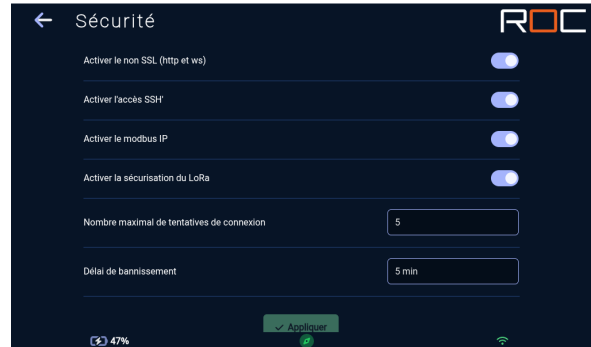 Sécurité
ROC
Activer le non SSL (http et ws)
Activer l'accès SSH'
Activer le modbus IP
Activer la sécurisation du LoRa
Nombre maximal de tentatives de connexion
5
Délai de bannissement
5 min
Appliquer
47%